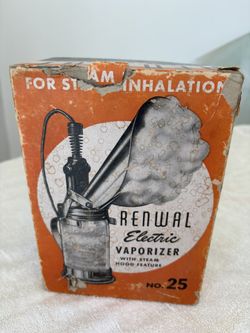 FOR STEAM INHALATION
RENWAL
Electric
VAPORIZER
WITH STEAM
HOOD FEATURE
NO. 25